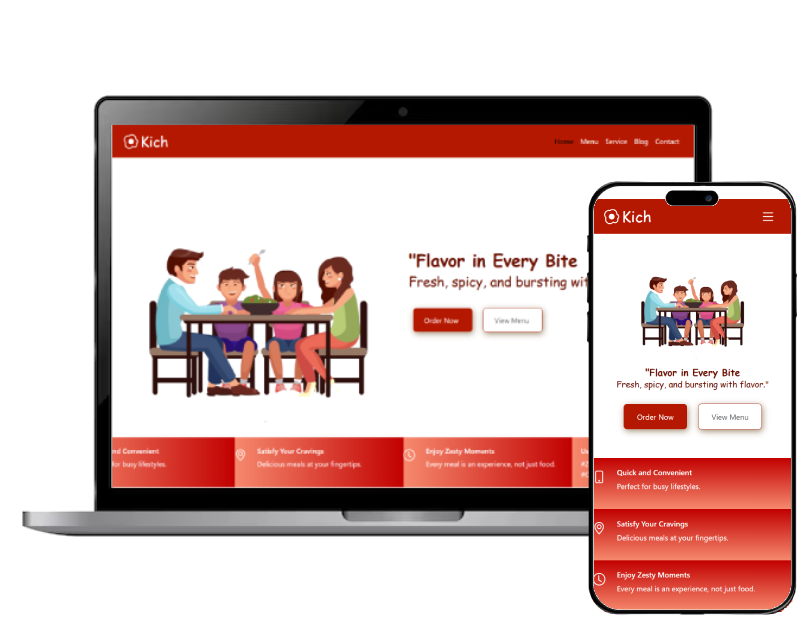 Kich
Home Menu Service Blog Contact
"Flavor in Every Bite
Fresh, spicy, and bursting wit
Order Now
View Menu
nd Convenient
for busy lifestyles.
Satisfy Your Cravings
Delicious meals at your fingertips.
Enjoy Zesty Moments
Every meal is an experience, not just food.
Kich
"Flavor in Every Bite
Fresh, spicy, and bursting with flavor."
Order Now
View Menu
Quick and Convenient
Perfect for busy lifestyles.
Satisfy Your Cravings
Delicious meals at your fingertips.
Enjoy Zesty Moments
Every meal is an experience, not just food.